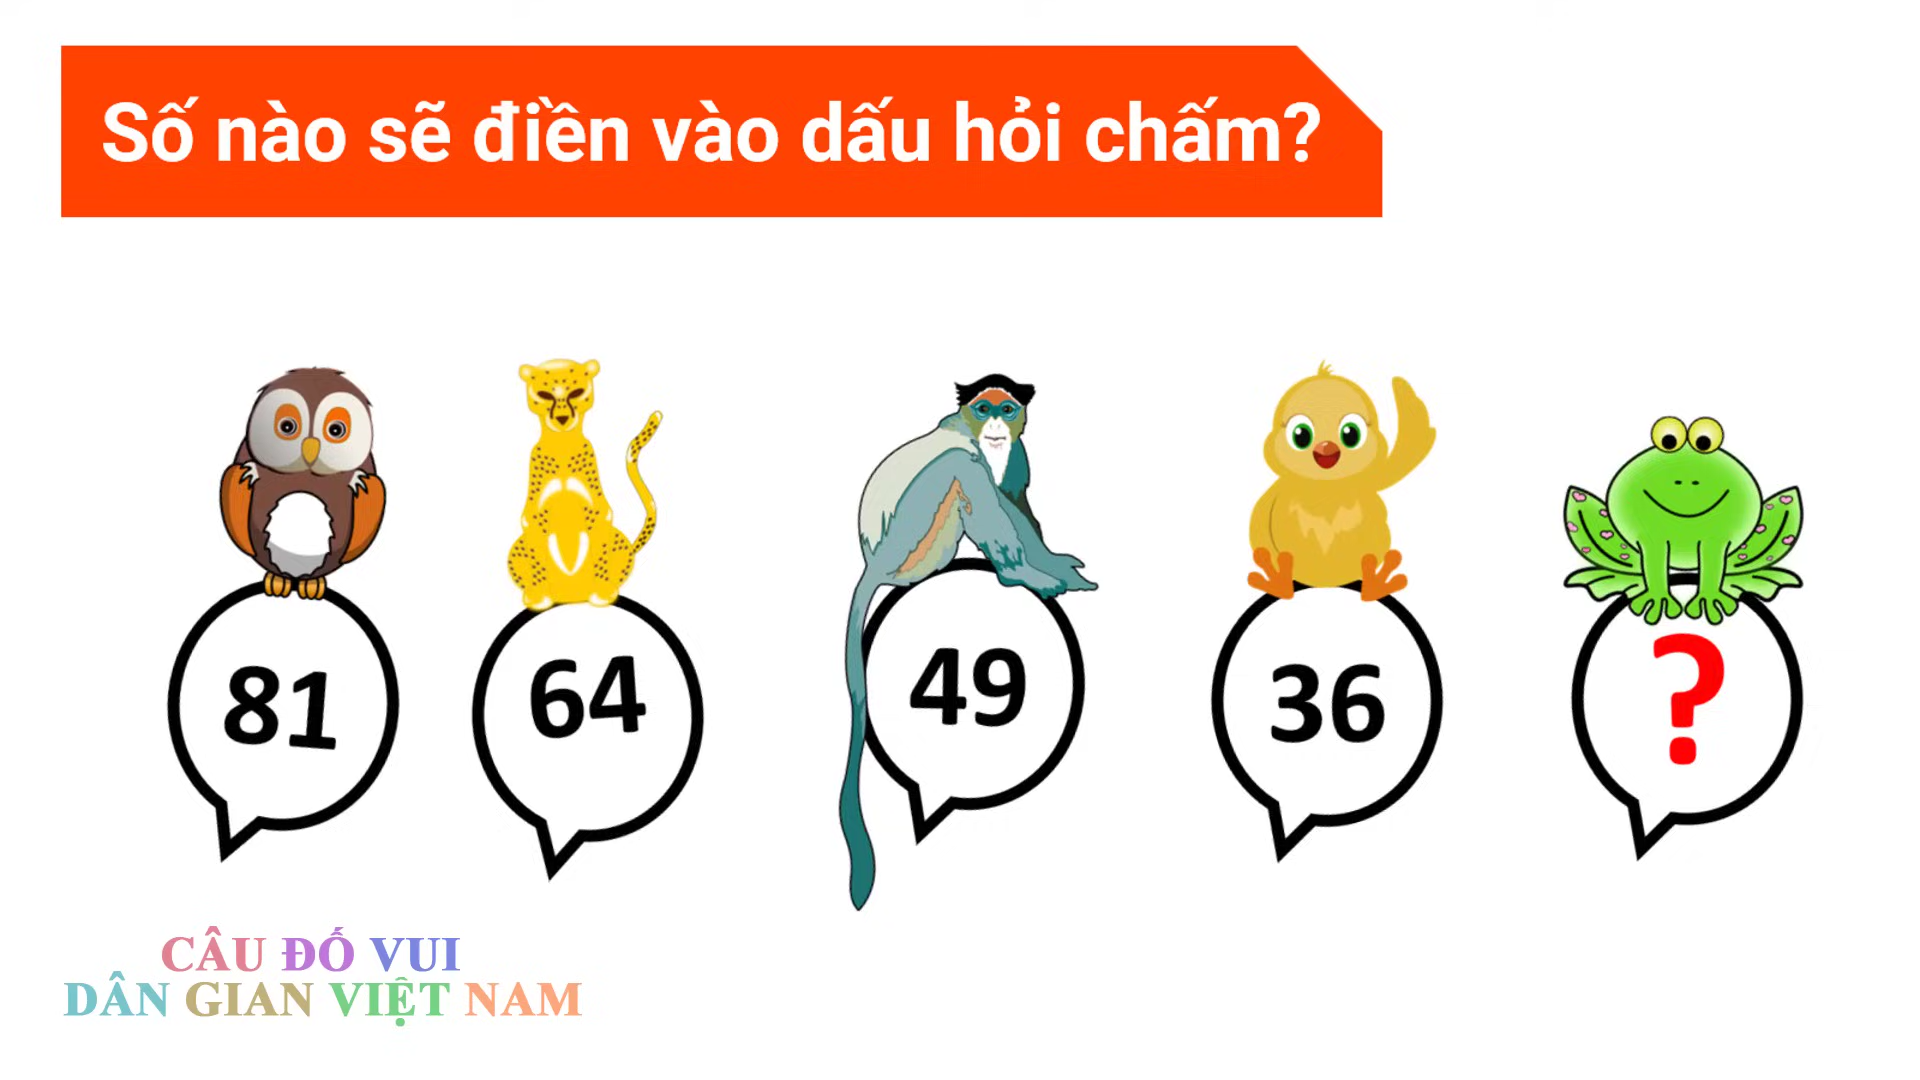 Số nào sẽ điền vào dấu hỏi chấm?
81 64 49 36 ?
CÂU ĐỐ VUI
DÂN GIAN VIỆT NAM